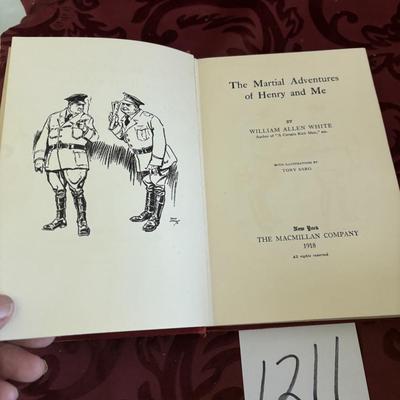 The Martial Adventures
of Henry and Me
BY
WILLIAM ALLEN WHITE
Author of "A Certain Rich Man," etc.
WITH ILLUSTRATIONS BY
TONY SARG
New York
THE MACMILLAN COMPANY
1918
All rights reserved
1211